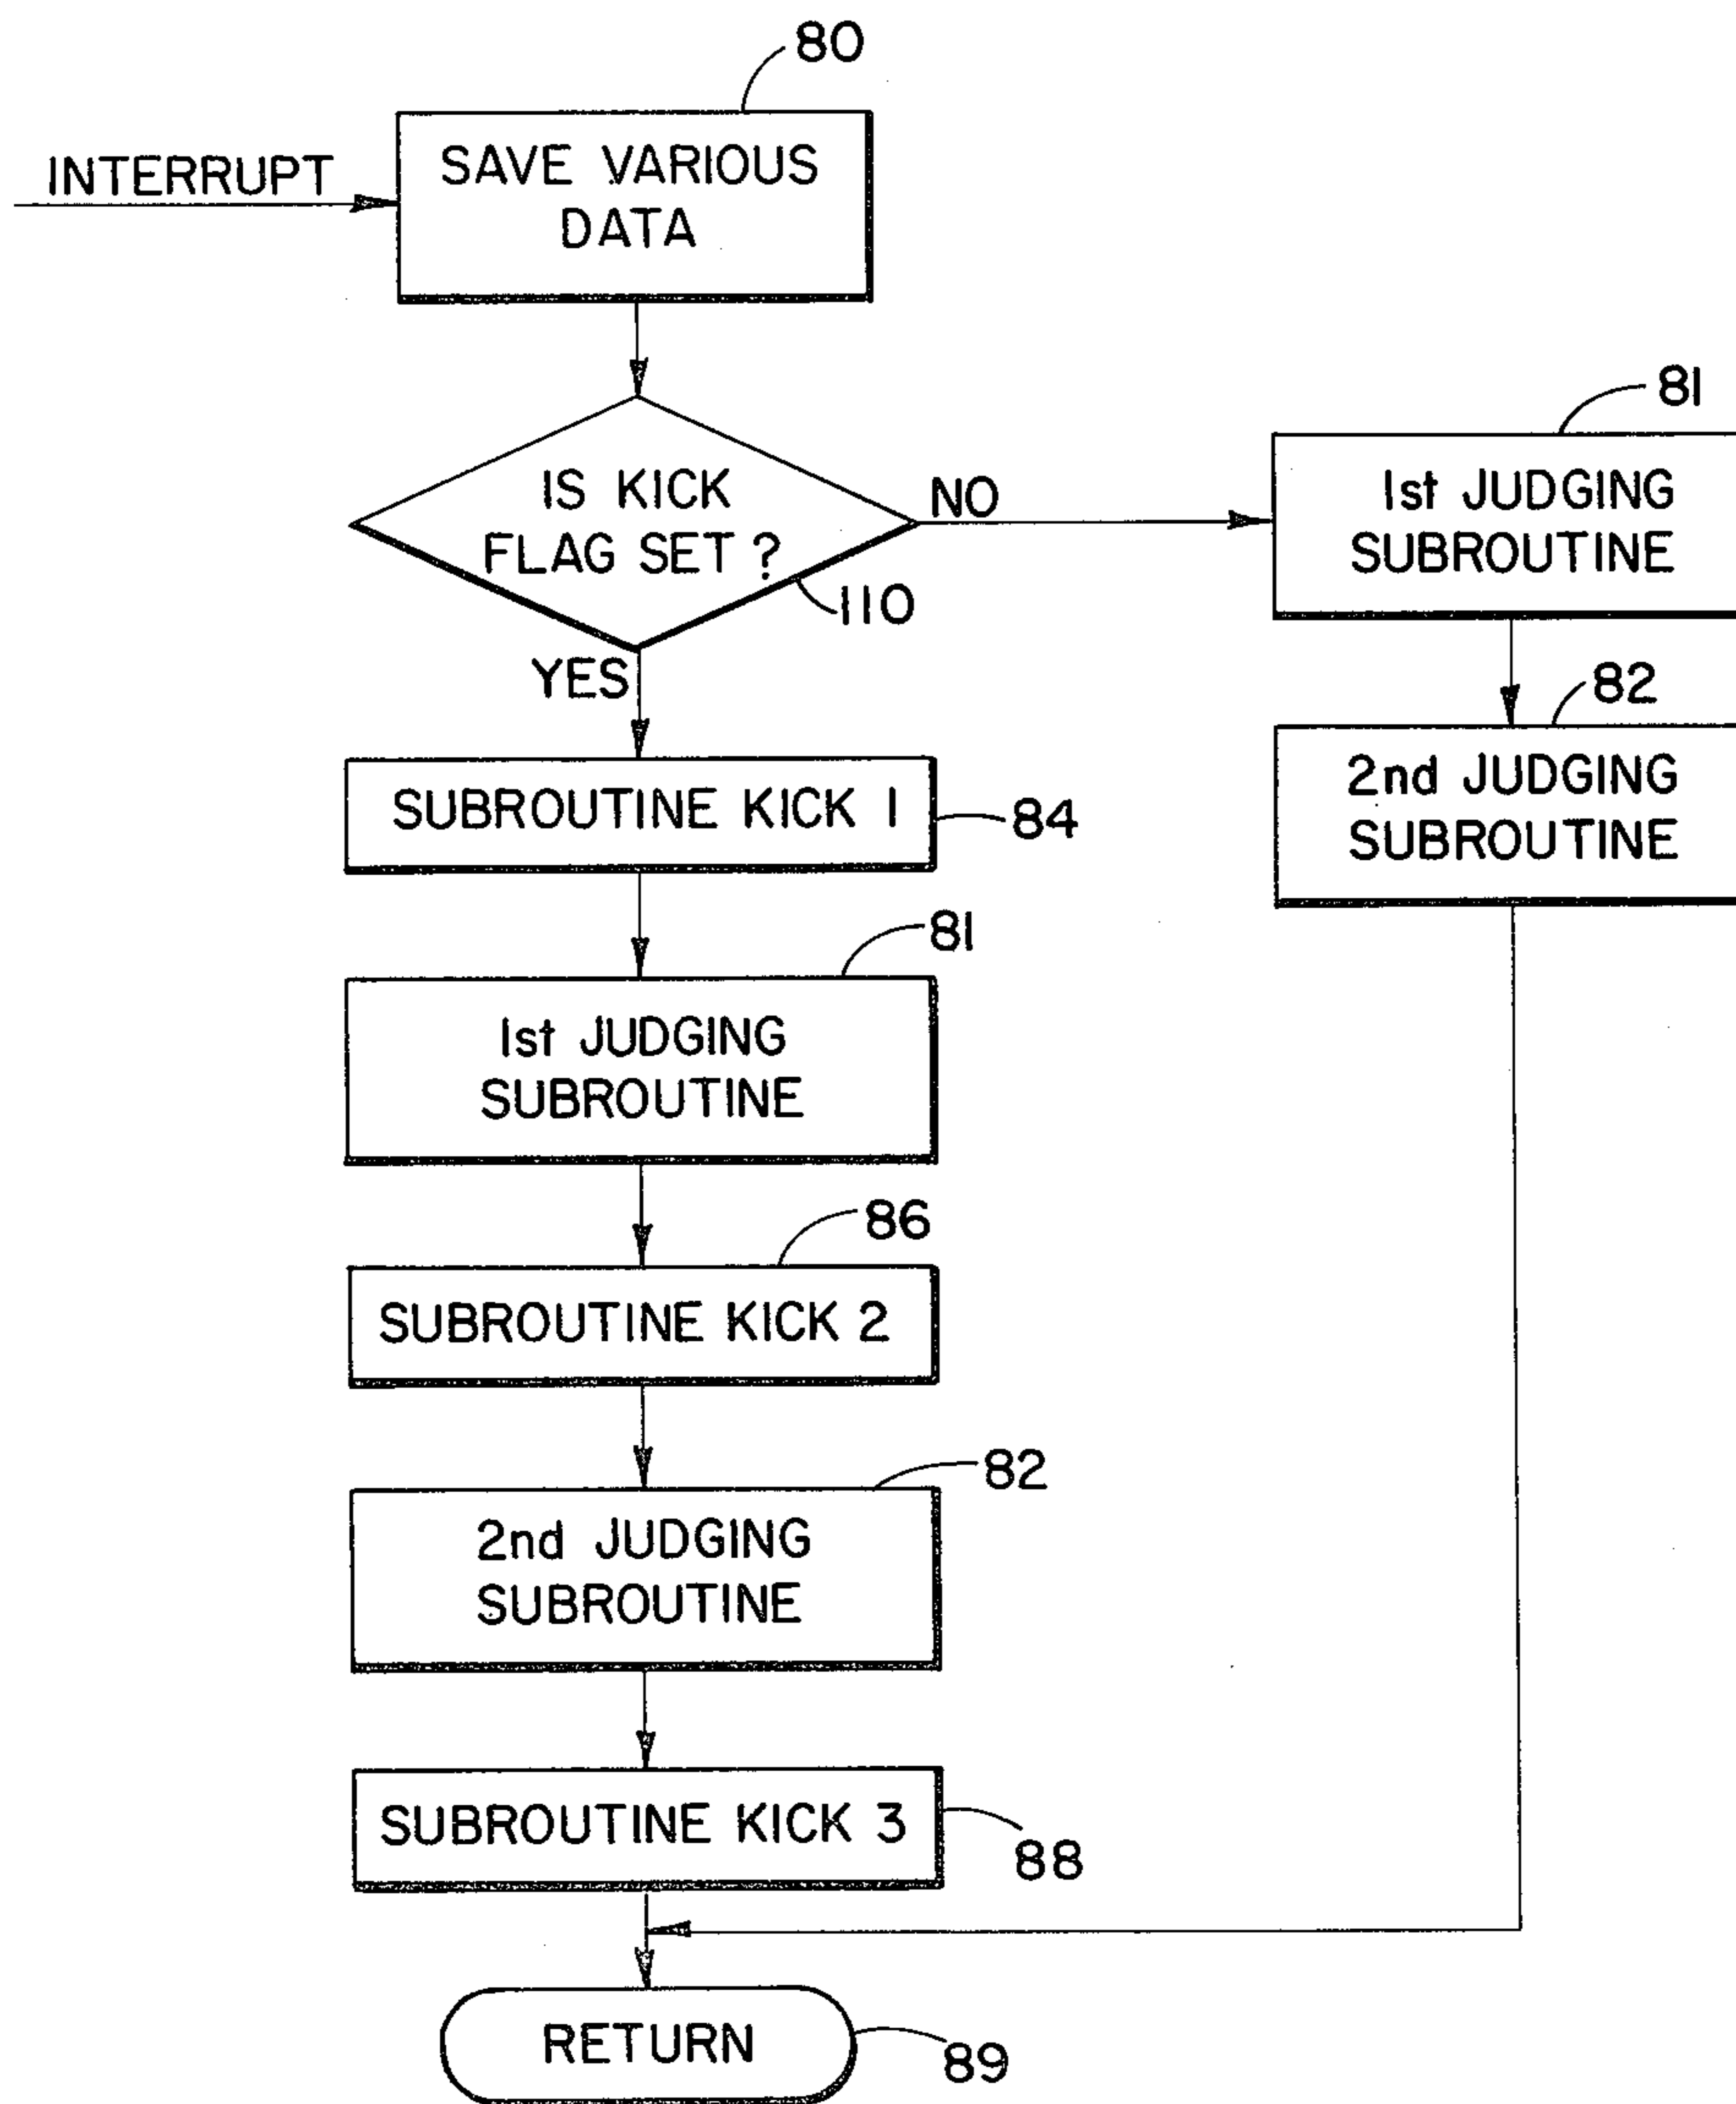 80
INTERRUPT
SAVE VARIOUS
DATA
IS KICK
FLAG SET ?
110
NO
YES
81
1st JUDGING
SUBROUTINE
82
2nd JUDGING
SUBROUTINE
SUBROUTINE KICK 1
84
81
1st JUDGING
SUBROUTINE
86
SUBROUTINE KICK 2
82
2nd JUDGING
SUBROUTINE
SUBROUTINE KICK 3
88
RETURN
89